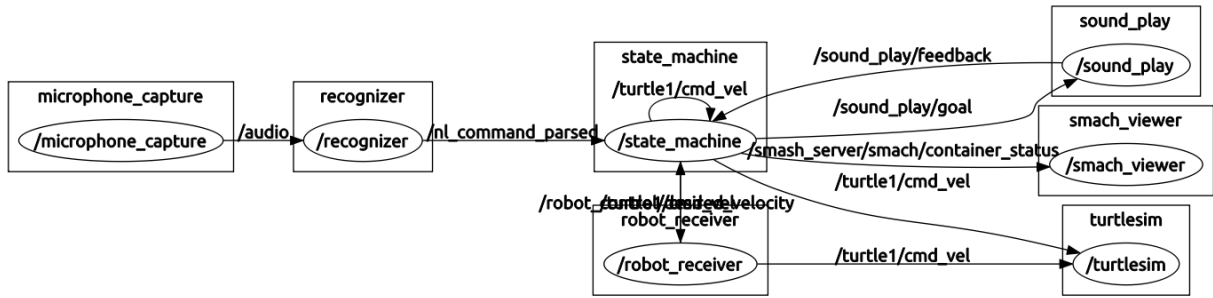 sound_play
/sound_play
/sound_play/feedback
state_machine
/turtle1/cmd_vel
/state_machine
/sound_play/goal
microphone_capture
/microphone_capture
/audio
recognizer
/recognizer
/nl_command_parsed
smach_viewer
/smach_viewer
/smash_server/smach/container_status
/turtle1/cmd_vel
robot_receiver
/robot_receiver
/turtle1/cmd_vel
turtlesim
/turtlesim